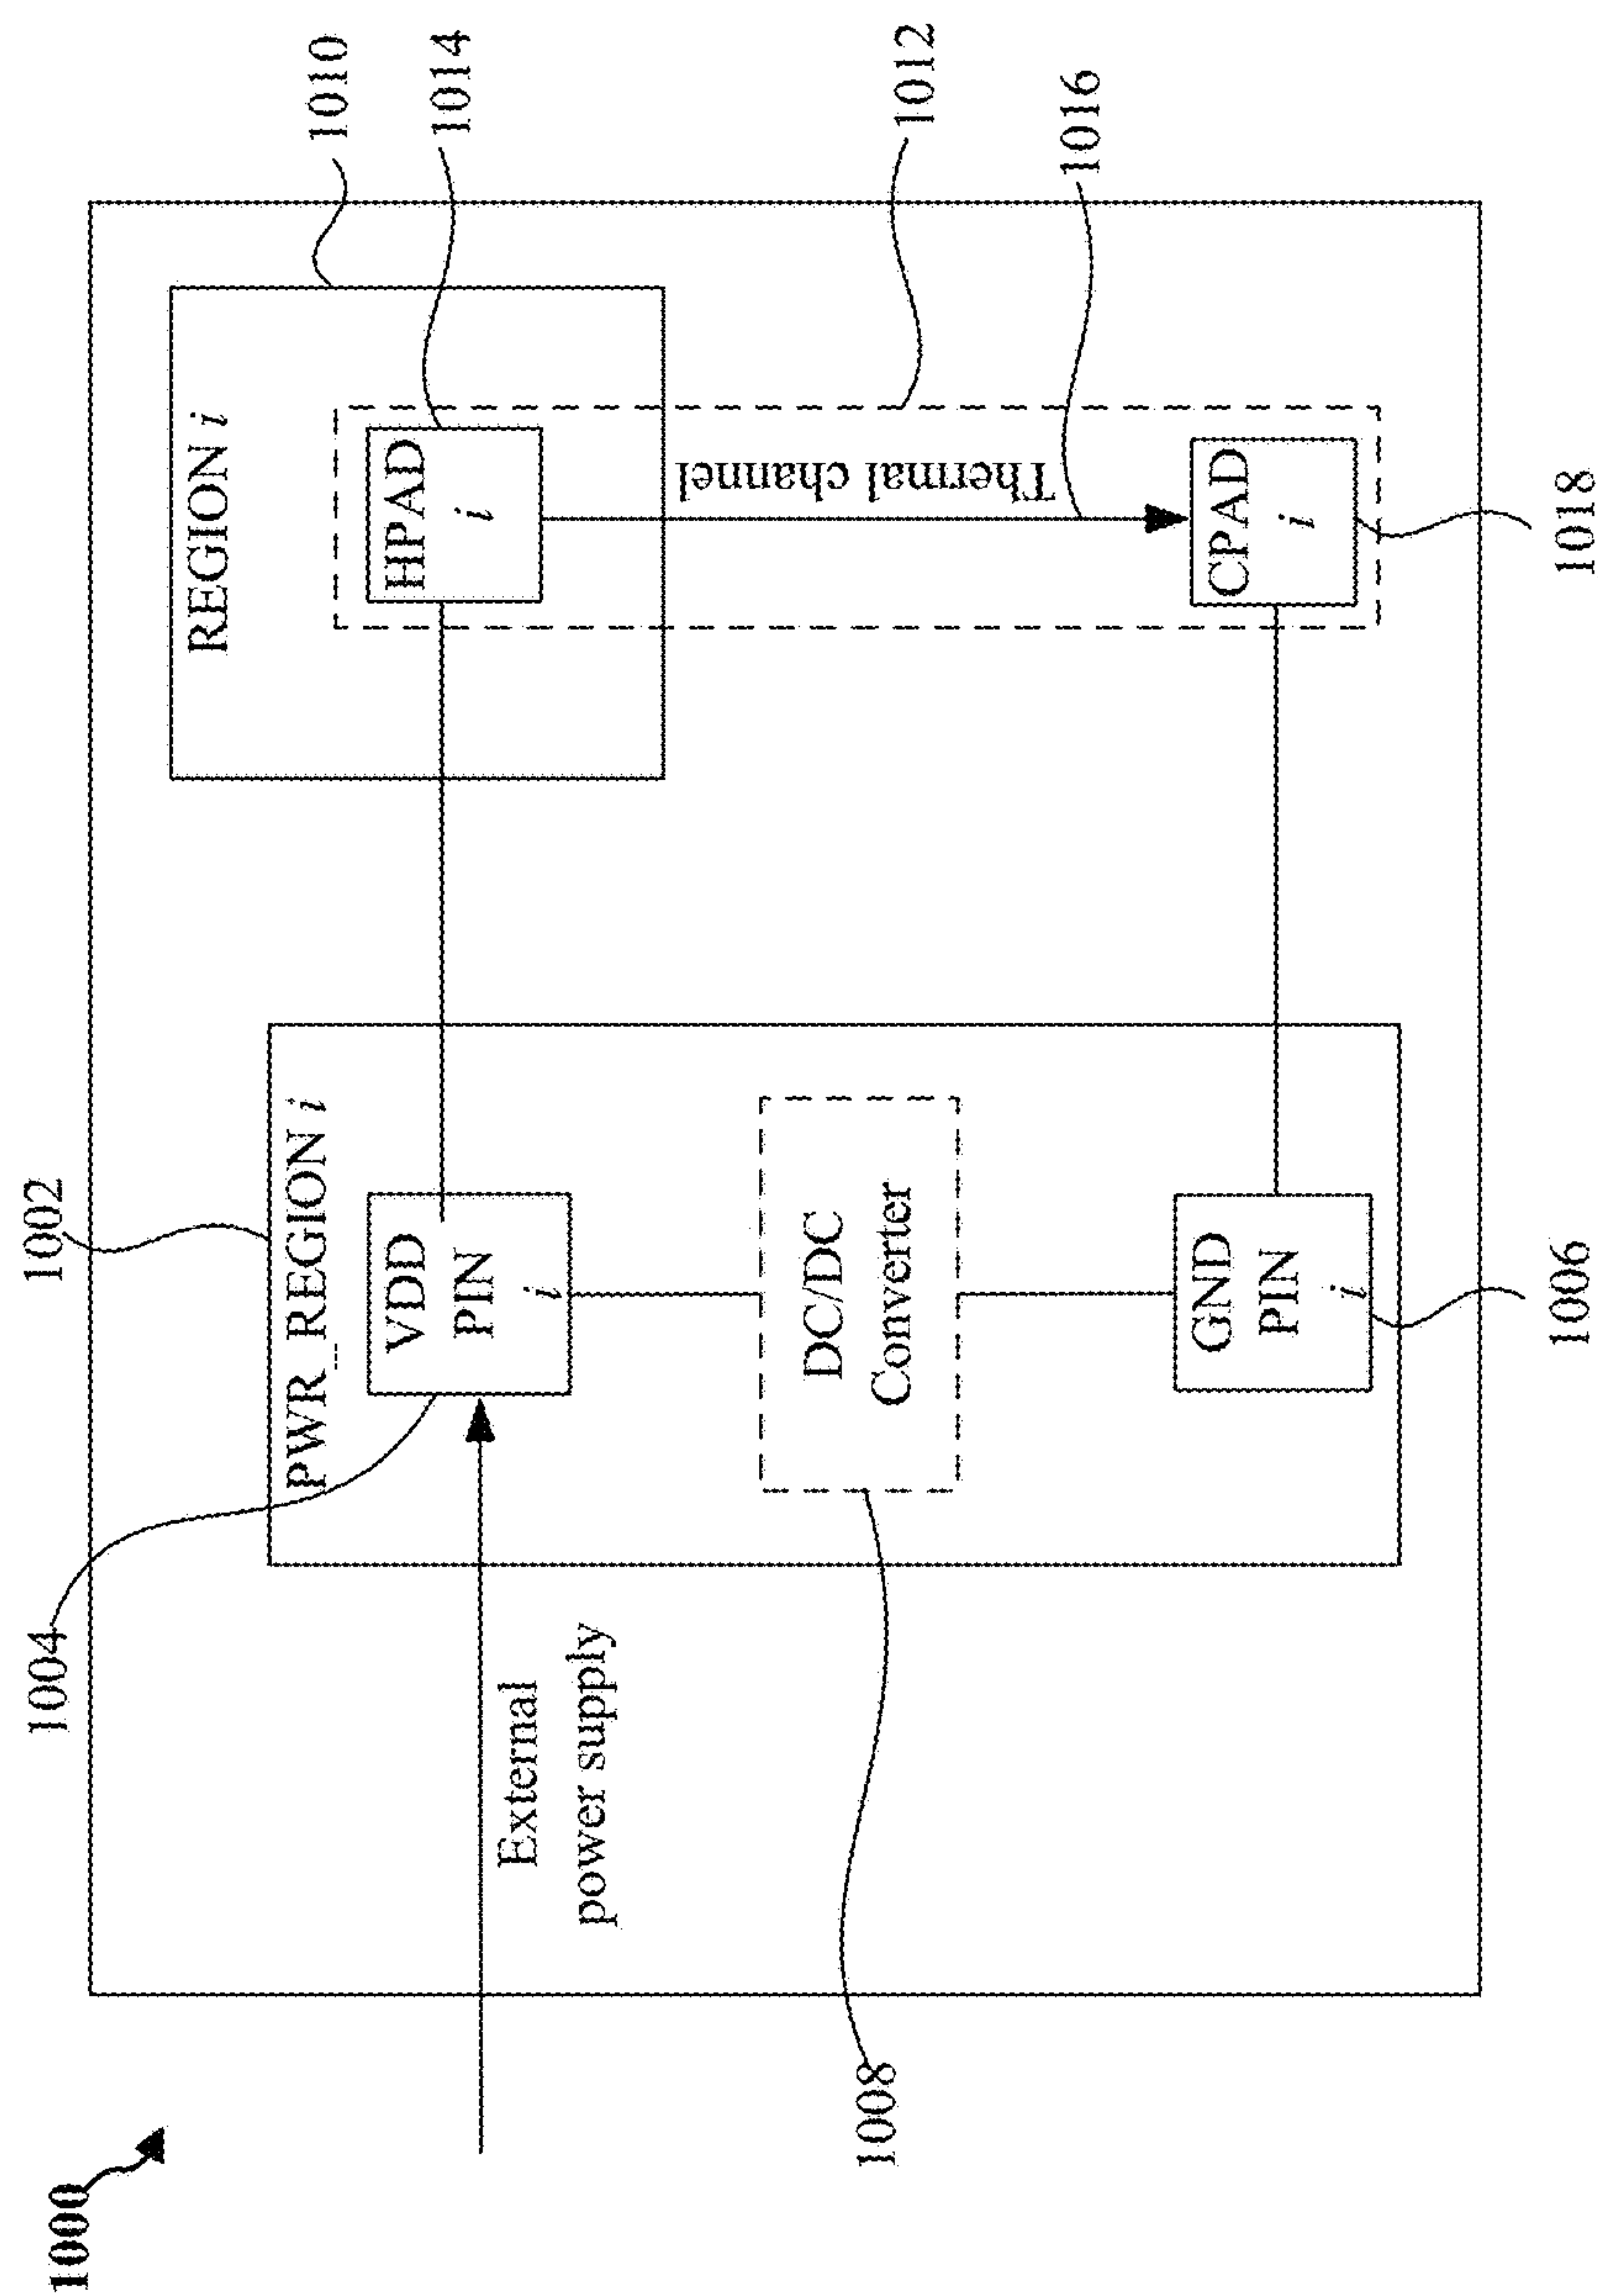 1000
1002
1004
PWR_REGION i
VDD
PIN
i
External
power supply
DC/DC
Converter
1008
GND
PIN
i
1006
REGION i
1010
HPAD
i
1014
Thermal channel
1012
1016
CPAD
i
1018